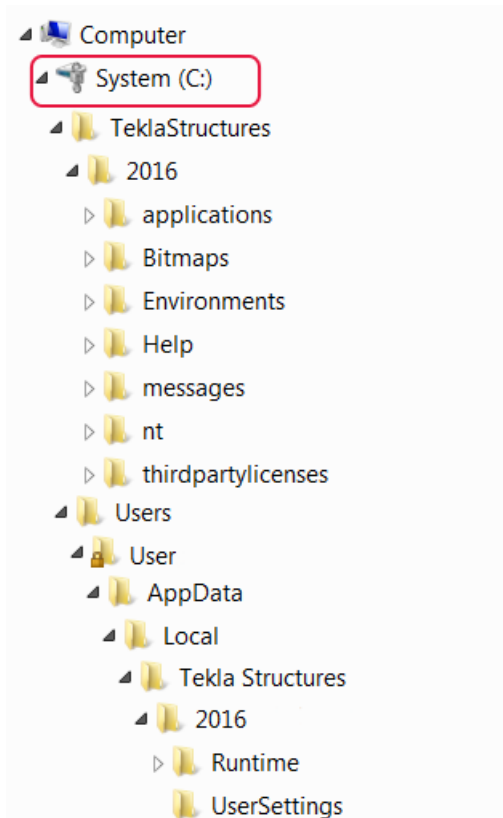 Computer
System (C:)
TeklaStructures
2016
applications
Bitmaps
Environments
Help
messages
nt
thirdpartylicenses
Users
User
AppData
Local
Tekla Structures
2016
Runtime
UserSettings